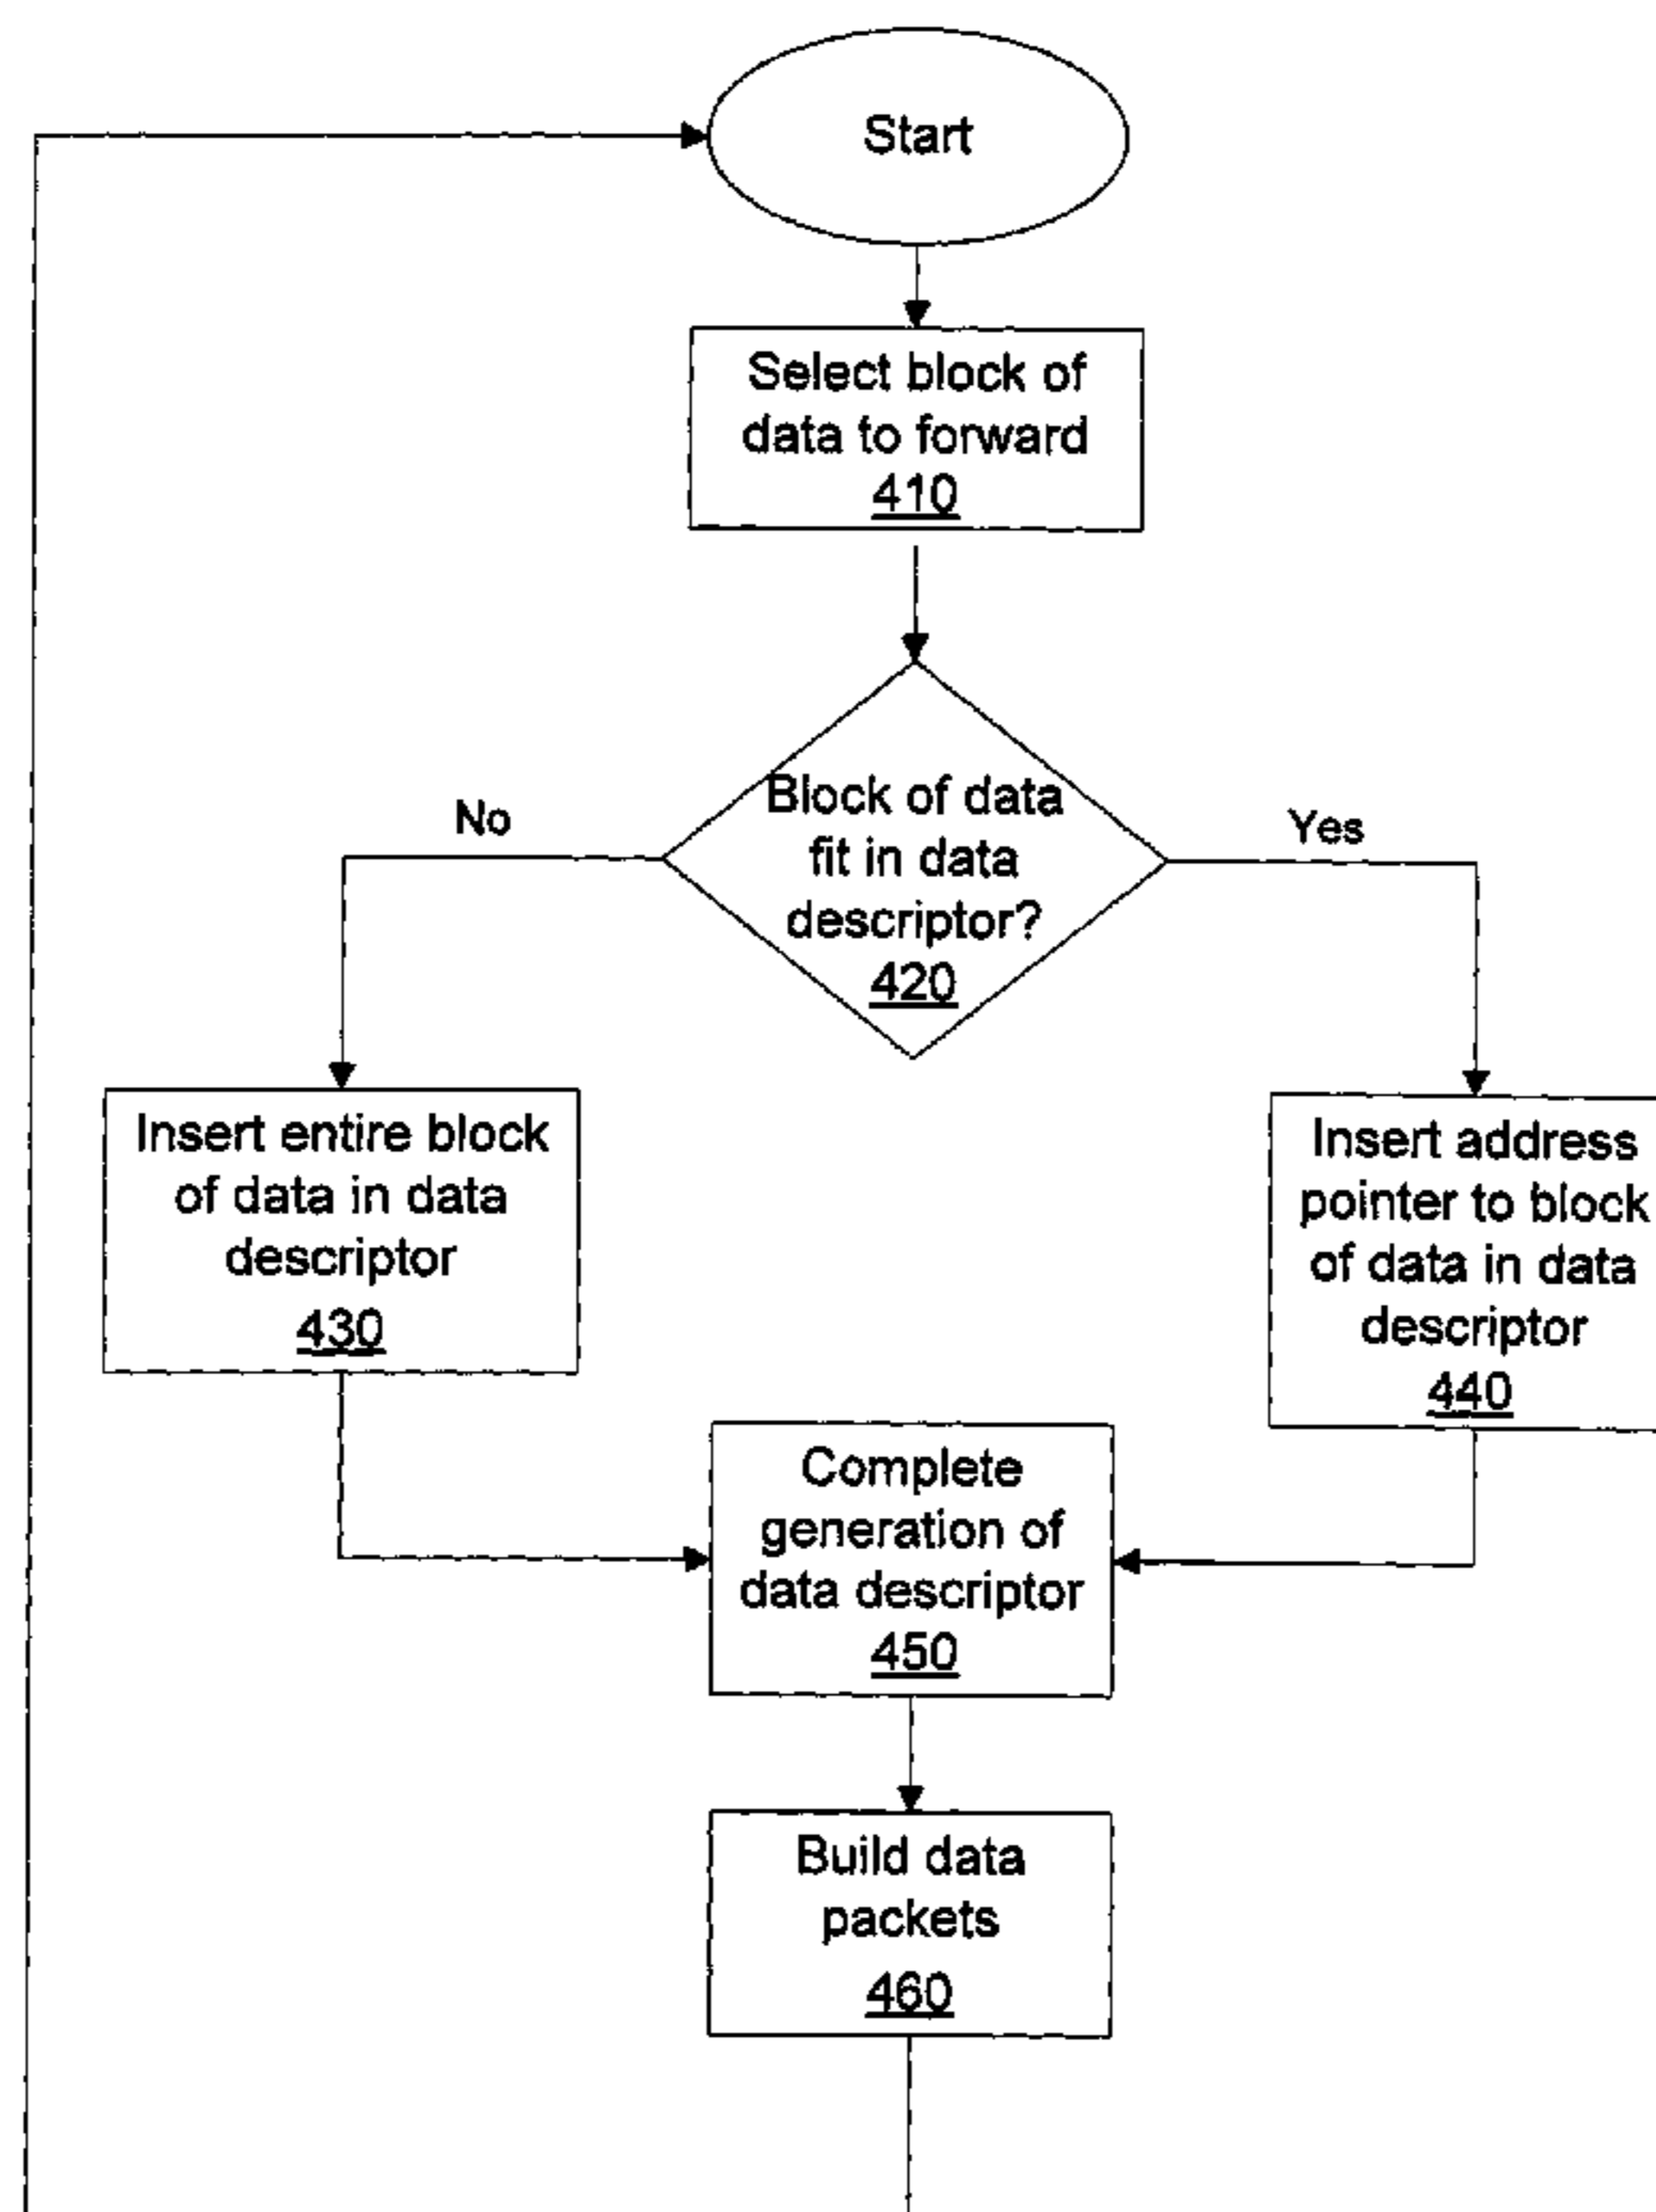 Start
Select block of
data to forward
410
Block of data
fit in data
descriptor?
420
No
Yes
Insert entire block
of data in data
descriptor
430
Insert address
pointer to block
of data in data
descriptor
440
Complete
generation of
data descriptor
450
Build data
packets
460